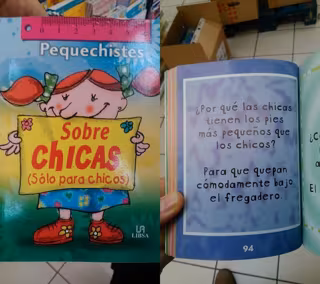 Pequechistes
Sobre
CHICAS
(Sólo para chicos)
LIBSA
¿Por qué las chicas
tienen los pies
más pequeños que
los chicos?
Para que quepan
cómodamente bajo
el fregadero.
94
¿C
a
El